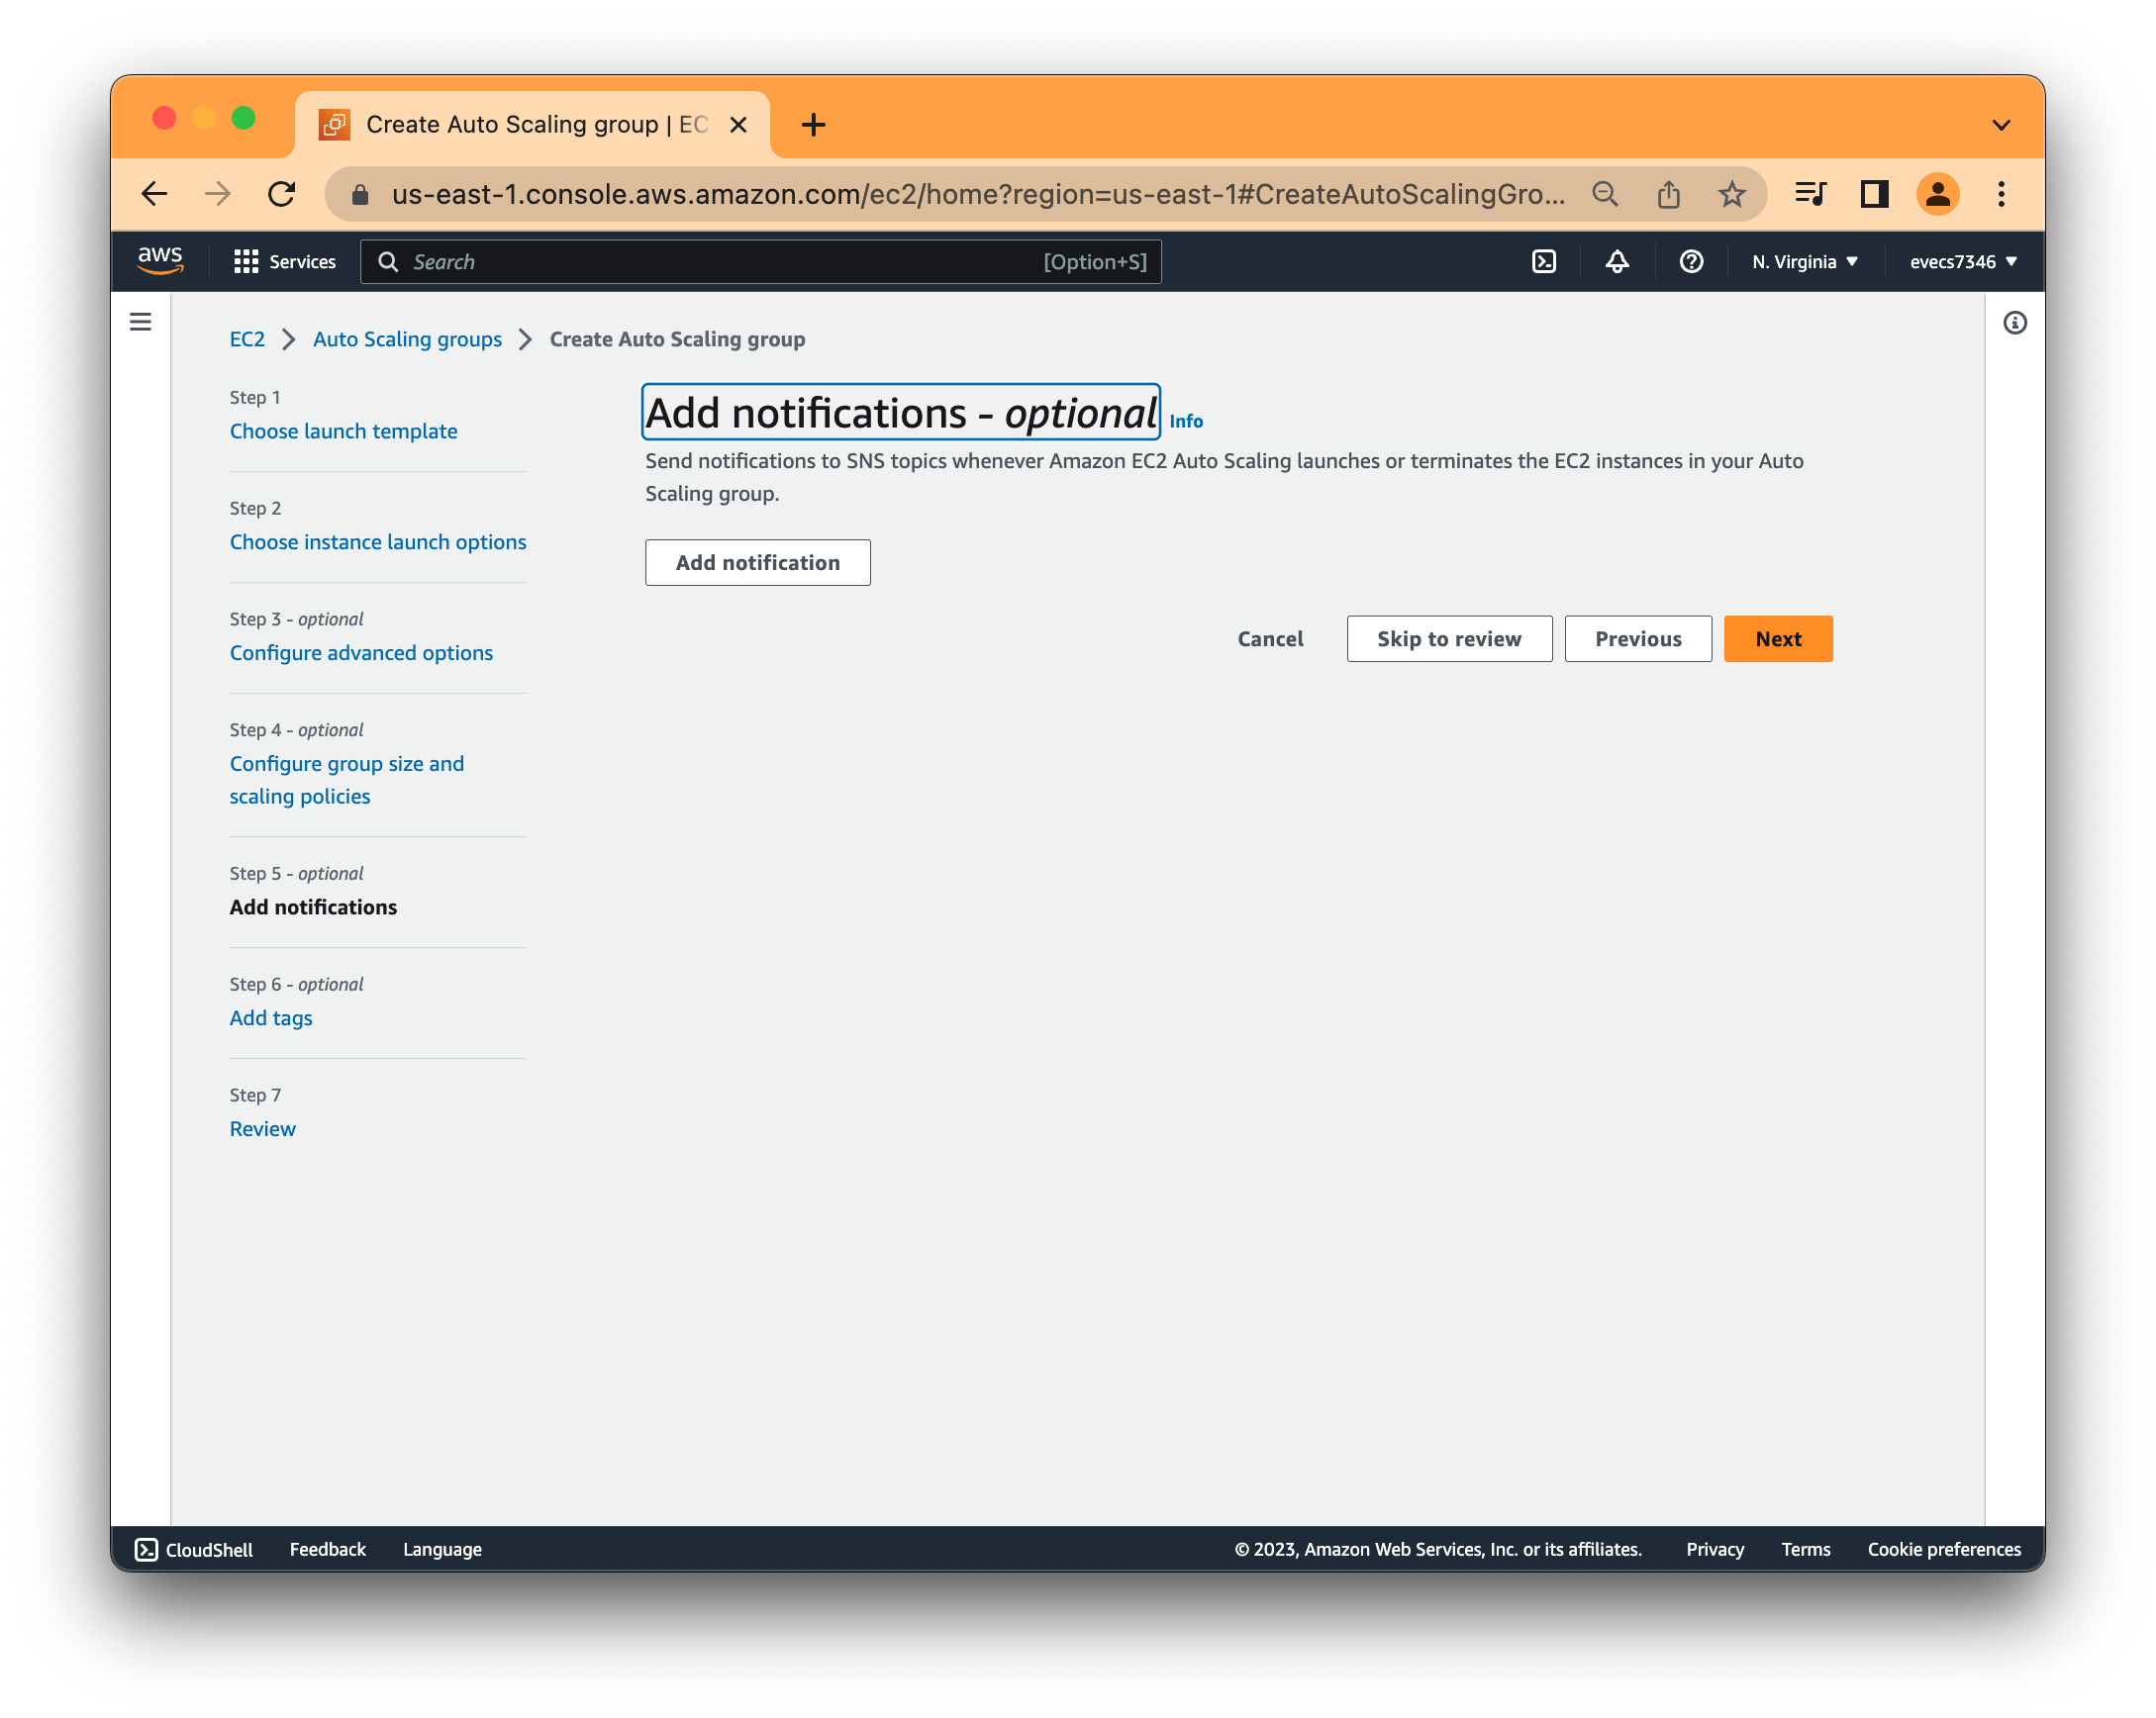 Create Auto Scaling group | EC
us-east-1.console.aws.amazon.com/ec2/home?region=us-east-1#CreateAutoScalingGro...
aws
Services
Search
[Option+S]
N. Virginia
evecs7346
EC2
Auto Scaling groups
Create Auto Scaling group
Step 1
Choose launch template
Step 2
Choose instance launch options
Step 3 - optional
Configure advanced options
Step 4 - optional
Configure group size and
scaling policies
Step 5 - optional
Add notifications
Step 6 - optional
Add tags
Step 7
Review
Add notifications - optional Info
Send notifications to SNS topics whenever Amazon EC2 Auto Scaling launches or terminates the EC2 instances in your Auto
Scaling group.
Add notification
Cancel
Skip to review
Previous
Next
CloudShell
Feedback
Language
© 2023, Amazon Web Services, Inc. or its affiliates.
Privacy
Terms
Cookie preferences